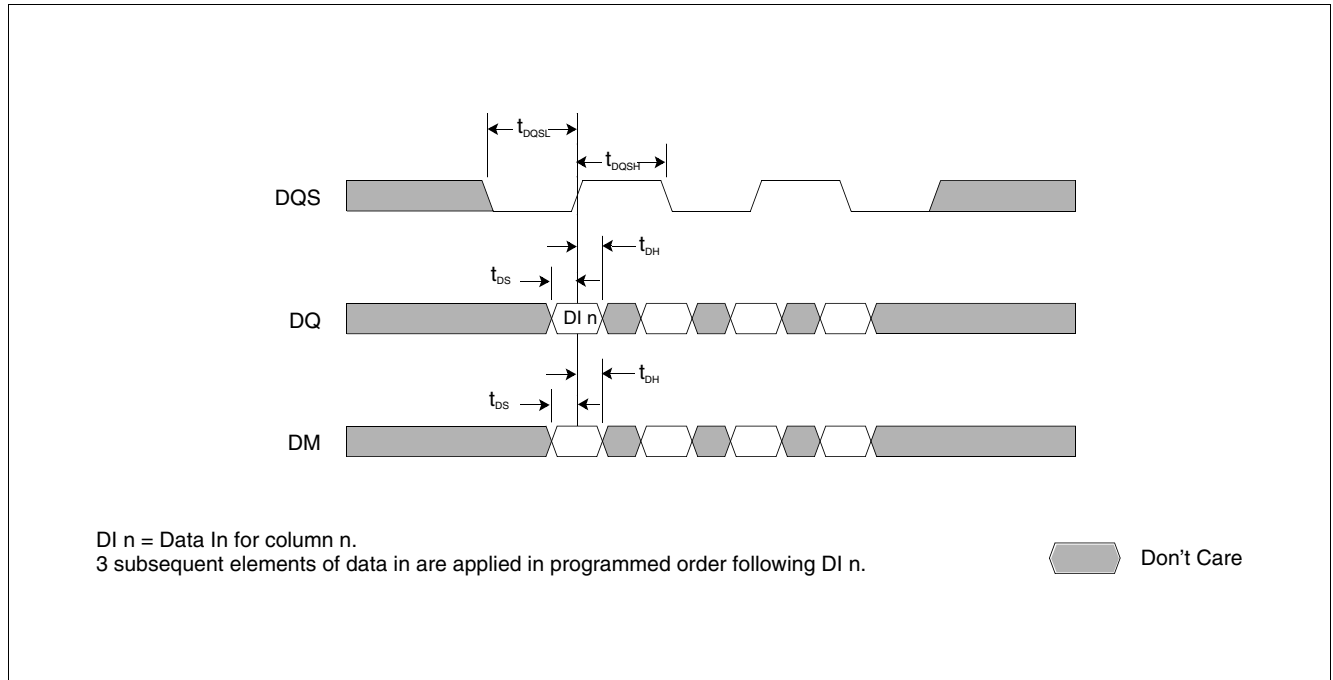 tDQSL
tDQSH
DQS
tDH
tDS
DQ
DI n
tDH
tDS
DM
DI n = Data In for column n.
3 subsequent elements of data in are applied in programmed order following DI n.
Don't Care